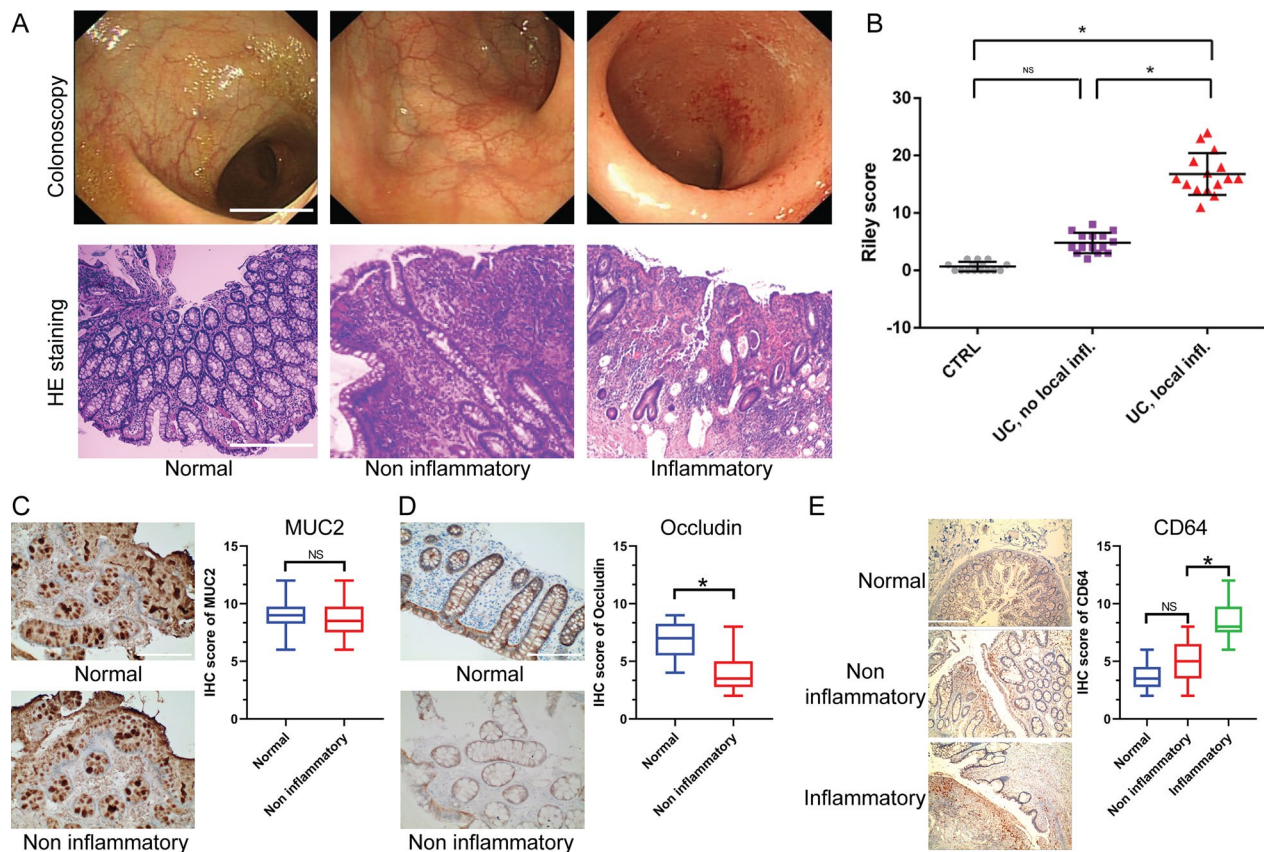 A
Colonoscopy
HE staining
Normal
Non inflammatory
Inflammatory
B
*
NS
*
Riley score
30
20
10
0
-10
CTRL
UC, no local infl.
UC, local infl.
C
Normal
Non inflammatory
MUC2
NS
IHC score of MUC2
15
10
5
0
Normal
Non inflammatory
D
Normal
Non inflammatory
Occludin
*
IHC score of Occludin
15
10
5
0
Normal
Non inflammatory
E
Normal
Non
inflammatory
Inflammatory
CD64
*
NS
IHC score of CD64
15
10
5
0
Normal
Non inflammatory
Inflammatory